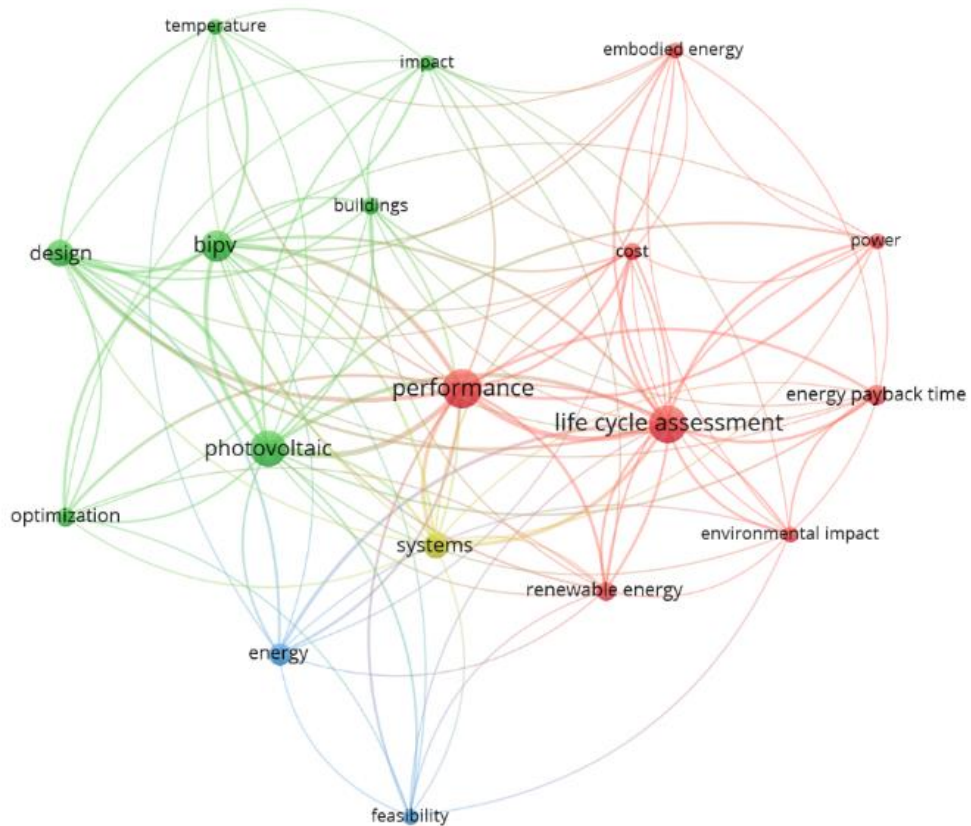 temperature
embodied energy
impact
buildings
design
bipv
cost
power
performance
energy payback time
life cycle assessment
photovoltaic
optimization
systems
environmental impact
renewable energy
energy
feasibility